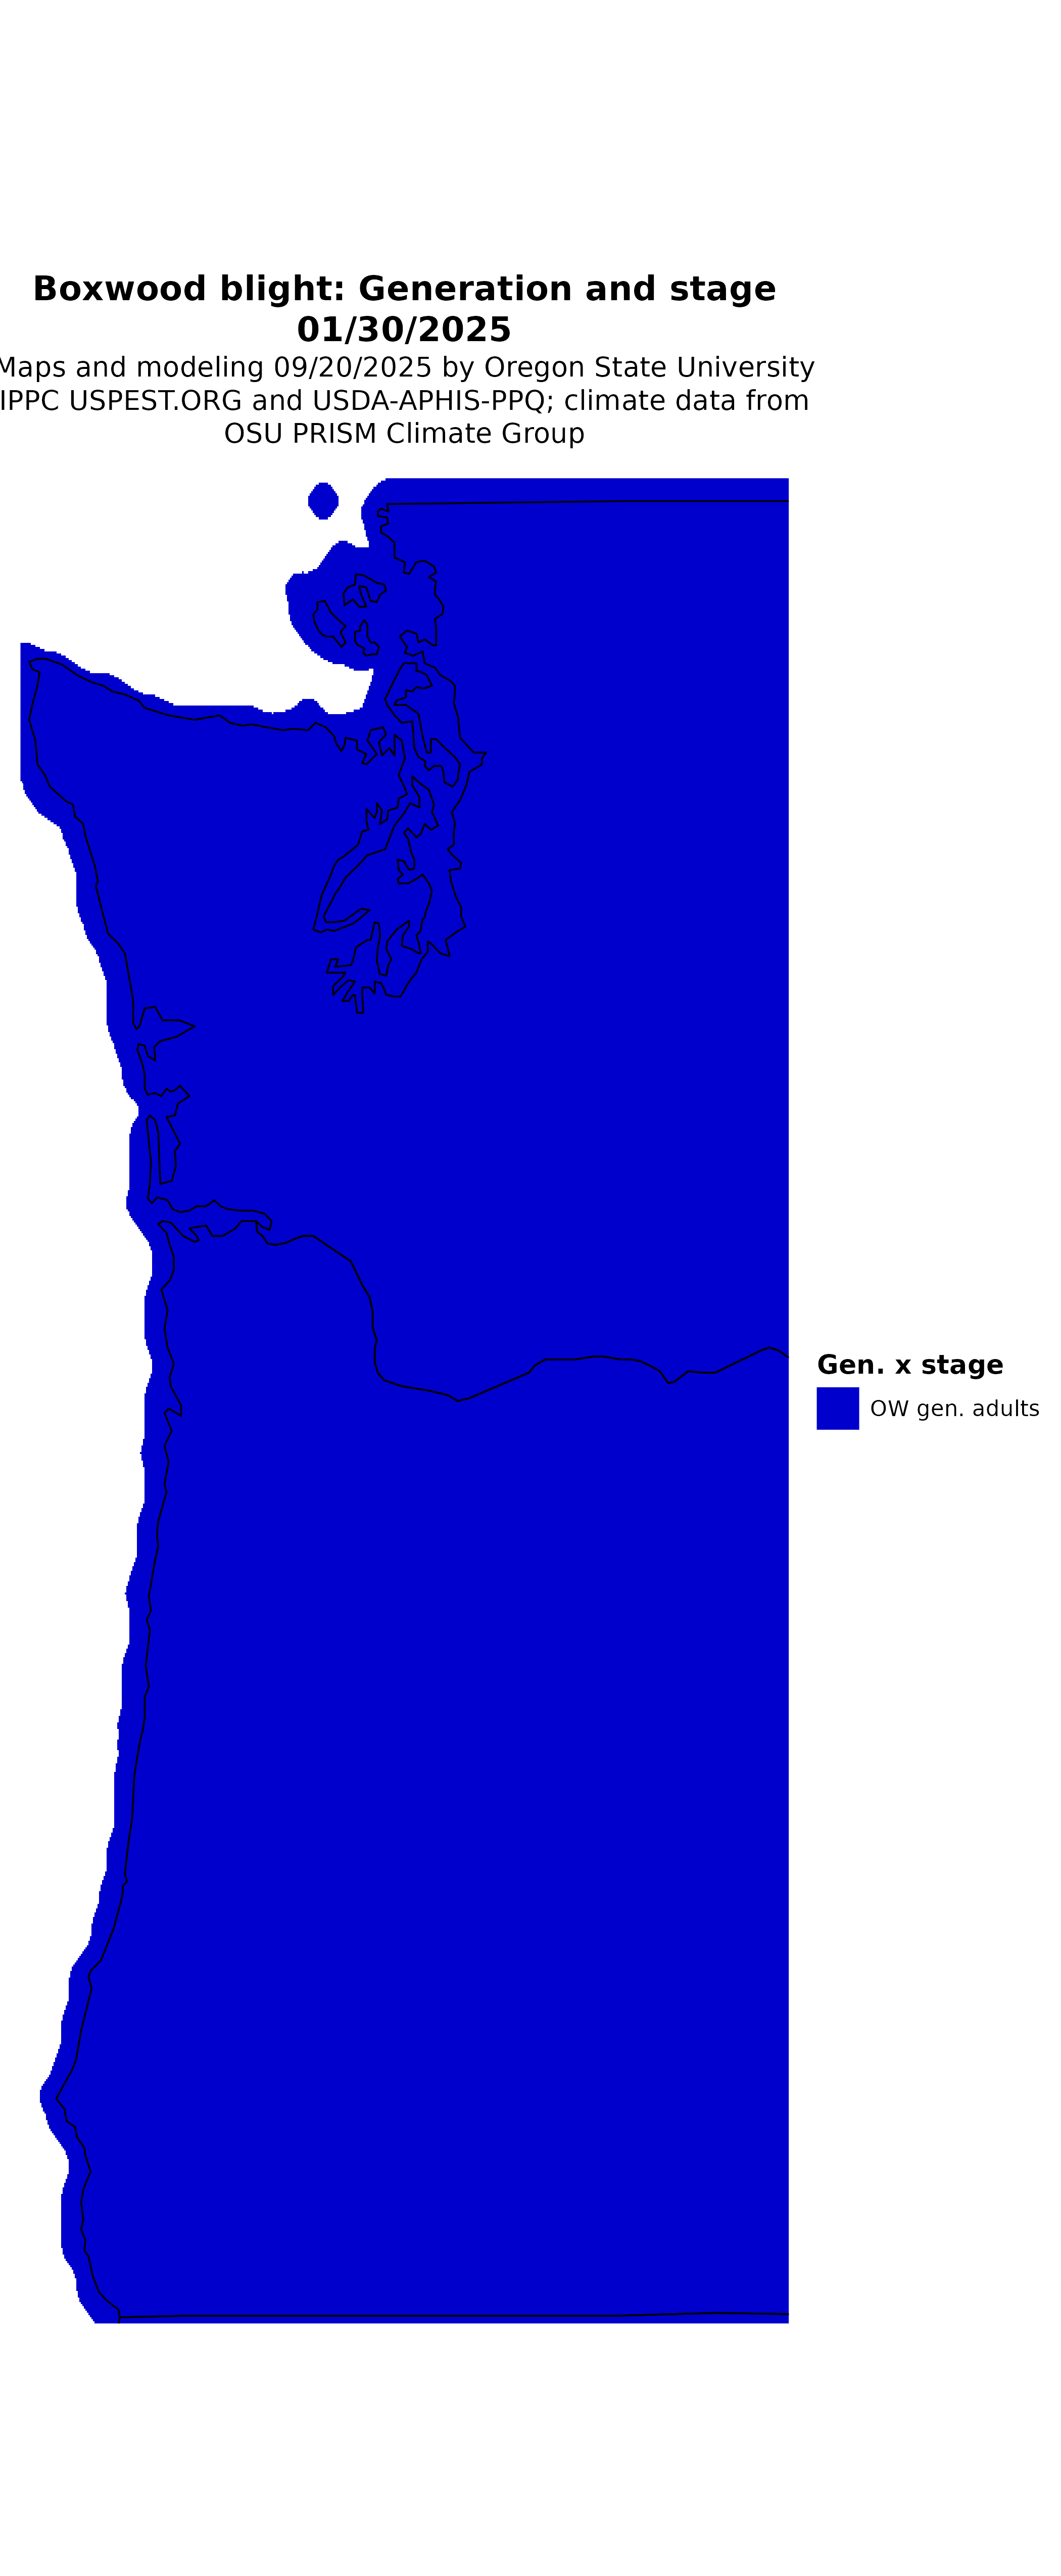 Boxwood blight: Generation and stage
01/30/2025
Maps and modeling 09/20/2025 by Oregon State University
IPPC USPEST.ORG and USDA-APHIS-PPQ; climate data from
OSU PRISM Climate Group
Gen. x stage
OW gen. adults